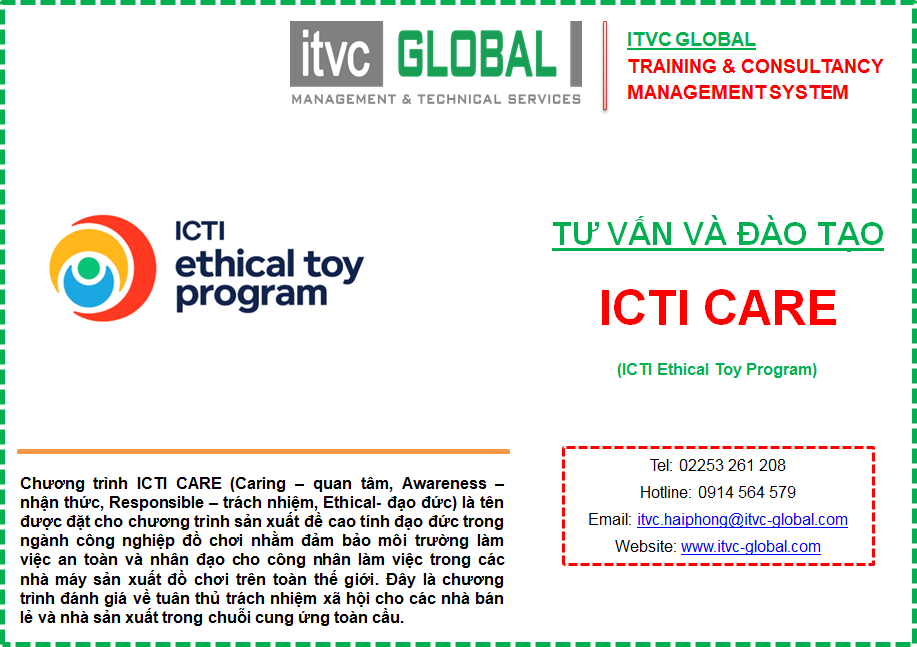 itvc GLOBAL
MANAGEMENT & TECHNICAL SERVICES
ITVC GLOBAL
TRAINING & CONSULTANCY
MANAGEMENT SYSTEM
ICTI
ethical toy
program
TƯ VẤN VÀ ĐÀO TẠO
ICTI CARE
(ICTI Ethical Toy Program)
Chương trình ICTI CARE (Caring – quan tâm, Awareness –
nhận thức, Responsible – trách nhiệm, Ethical- đạo đức) là tên
được đặt cho chương trình sản xuất đề cao tính đạo đức trong
ngành công nghiệp đồ chơi nhằm đảm bảo môi trường làm
việc an toàn và nhân đạo cho công nhân làm việc trong các
nhà máy sản xuất đồ chơi trên toàn thế giới. Đây là chương
trình đánh giá về tuân thủ trách nhiệm xã hội cho các nhà bán
lẻ và nhà sản xuất trong chuỗi cung ứng toàn cầu.
Tel: 02253 261 208
Hotline: 0914 564 579
Email: itvc.haiphong@itvc-global.com
Website: www.itvc-global.com